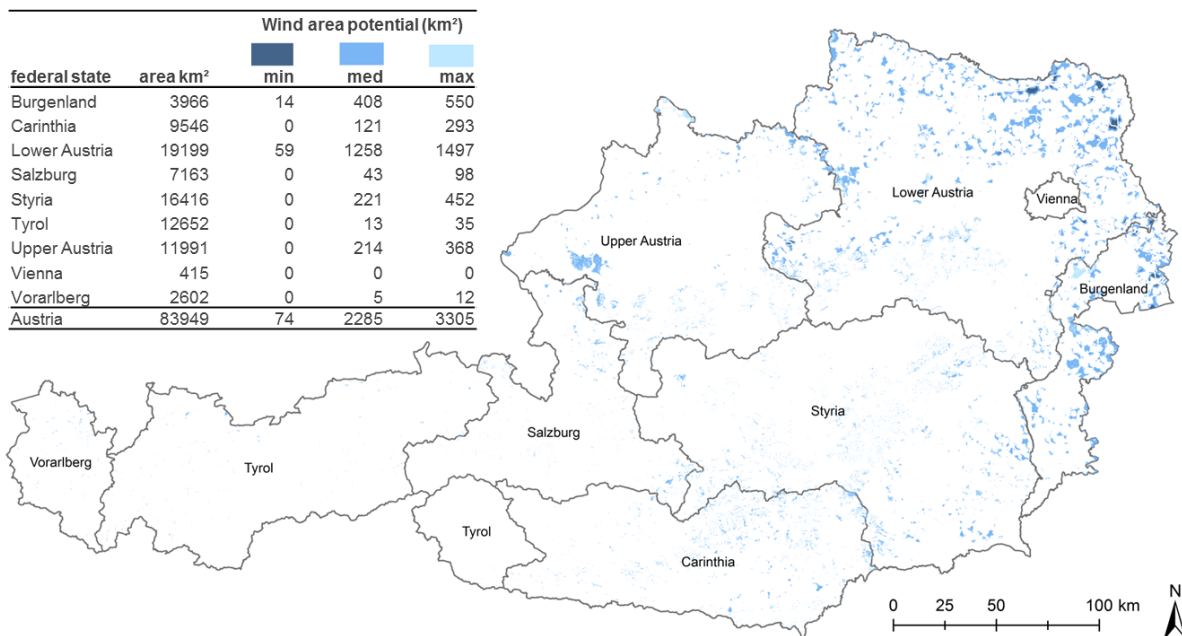 Wind area potential (km²)
federal state area km² min med max
Burgenland 3966 14 408 550
Carinthia 9546 0 121 293
Lower Austria 19199 59 1258 1497
Salzburg 7163 0 43 98
Styria 16416 0 221 452
Tyrol 12652 0 13 35
Upper Austria 11991 0 214 368
Vienna 415 0 0 0
Vorarlberg 2602 0 5 12
Austria 83949 74 2285 3305
Lower Austria
Vienna
Upper Austria
Burgenland
Styria
Salzburg
Vorarlberg
Tyrol
Tyrol
Carinthia
N
0 25 50 100 km